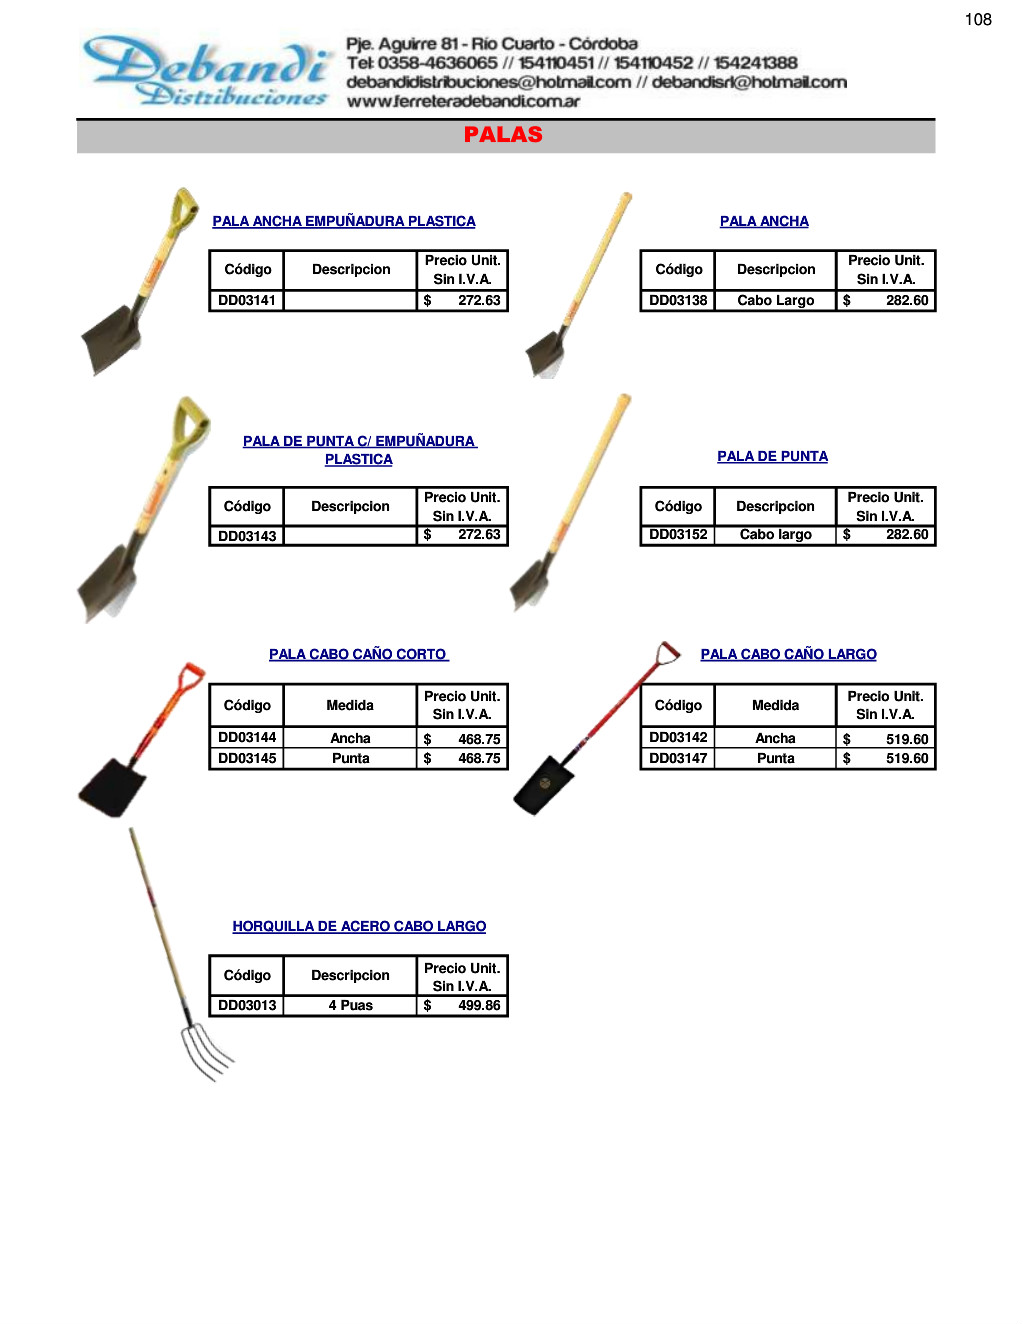 108
Debandi
Distribuciones
Pje. Aguirre 81 - Río Cuarto - Córdoba
Tel: 0358-4636065 // 154110451 // 154110452 // 154241388
debandidistribuciones@hotmail.com // debandisrl@hotmail.com
www.ferreteradebandi.com.ar
PALAS
PALA ANCHA EMPUÑADURA PLASTICA
Código Descripcion Precio Unit. Sin I.V.A.
DD03141 $ 272.63
PALA ANCHA
Código Descripcion Precio Unit. Sin I.V.A.
DD03138 Cabo Largo $ 282.60
PALA DE PUNTA C/ EMPUÑADURA
PLASTICA
Código Descripcion Precio Unit. Sin I.V.A.
DD03143 $ 272.63
PALA DE PUNTA
Código Descripcion Precio Unit. Sin I.V.A.
DD03152 Cabo largo $ 282.60
PALA CABO CAÑO CORTO
Código Medida Precio Unit. Sin I.V.A.
DD03144 Ancha $ 468.75
DD03145 Punta $ 468.75
PALA CABO CAÑO LARGO
Código Medida Precio Unit. Sin I.V.A.
DD03142 Ancha $ 519.60
DD03147 Punta $ 519.60
HORQUILLA DE ACERO CABO LARGO
Código Descripcion Precio Unit. Sin I.V.A.
DD03013 4 Puas $ 499.86